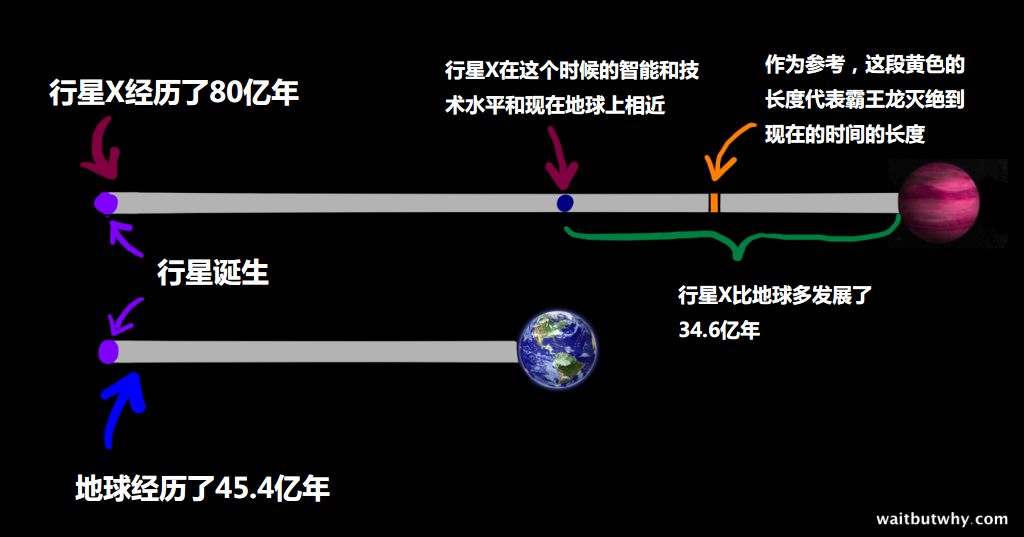 行星X经历了80亿年
行星X在这个时候的智能和技
术水平和现在地球上相近
作为参考，这段黄色的
长度代表霸王龙灭绝到
现在的时间的长度
行星诞生
行星X比地球多发展了
34.6亿年
地球经历了45.4亿年
waitbutwhy.com